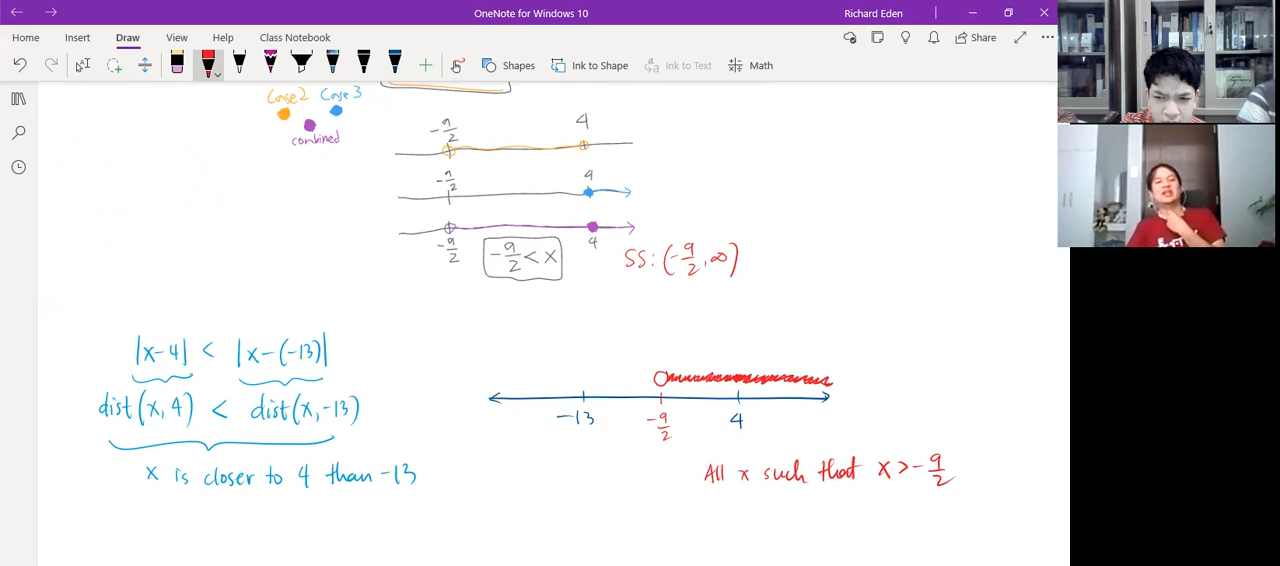 OneNote for Windows 10
Richard Eden
Home Insert Draw View Help Class Notebook
Share
Shapes
Ink to Shape
Ink to Text
Math
Case 2 Case 3
combined
-9/2 4
-9/2 4
-9/2 4
-9/2 < x
SS: (-9/2, ∞)
|x-4| < |x-(-13)|
dist(x, 4) < dist(x, -13)
x is closer to 4 than -13
-13 -9/2 4
All x such that x > -9/2